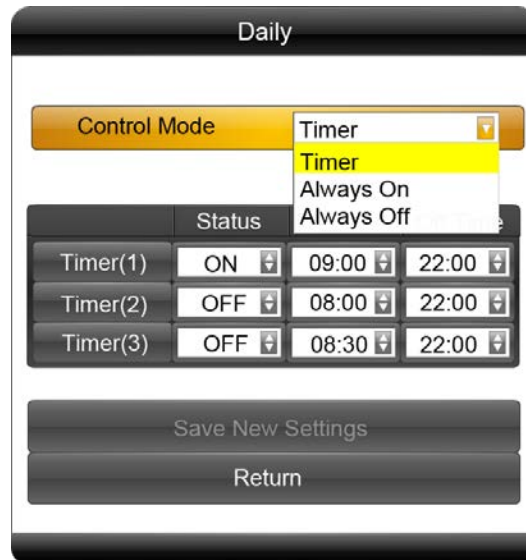 Daily
Control Mode Timer
Timer
Always On
Always Off
Status
Timer(1) ON 09:00 22:00
Timer(2) OFF 08:00 22:00
Timer(3) OFF 08:30 22:00
Save New Settings
Return